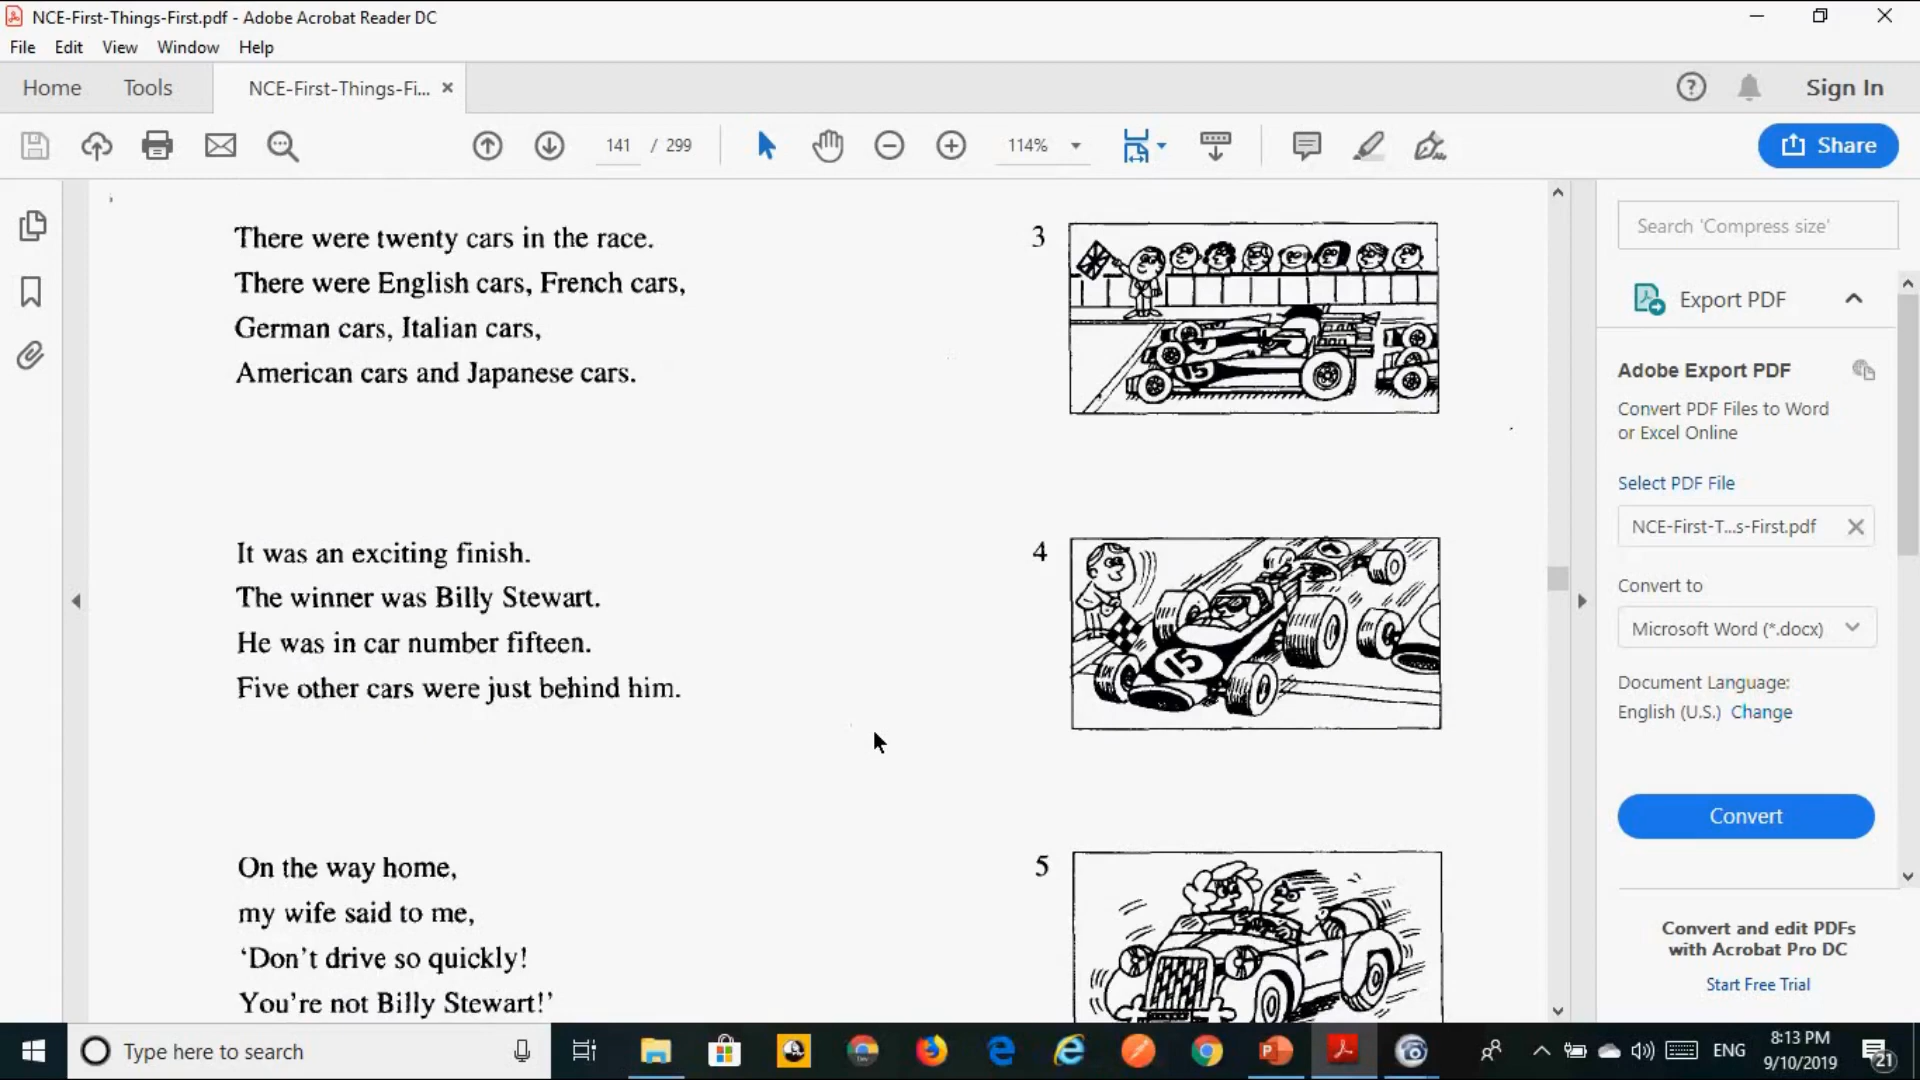 NCE-First-Things-First.pdf - Adobe Acrobat Reader DC
File Edit View Window Help
Home Tools NCE-First-Things-Fi... Sign In
141 / 299 114% Share
There were twenty cars in the race.
There were English cars, French cars,
German cars, Italian cars,
American cars and Japanese cars.
3
15
It was an exciting finish.
The winner was Billy Stewart.
He was in car number fifteen.
Five other cars were just behind him.
4
15
On the way home,
my wife said to me,
‘Don't drive so quickly!
You're not Billy Stewart!’
5
Search 'Compress size'
Export PDF
Adobe Export PDF
Convert PDF Files to Word
or Excel Online
Select PDF File
NCE-First-T...s-First.pdf
Convert to
Microsoft Word (*.docx)
Document Language:
English (U.S.) Change
Convert
Convert and edit PDFs
with Acrobat Pro DC
Start Free Trial
Type here to search
ENG
8:13 PM
9/10/2019
21